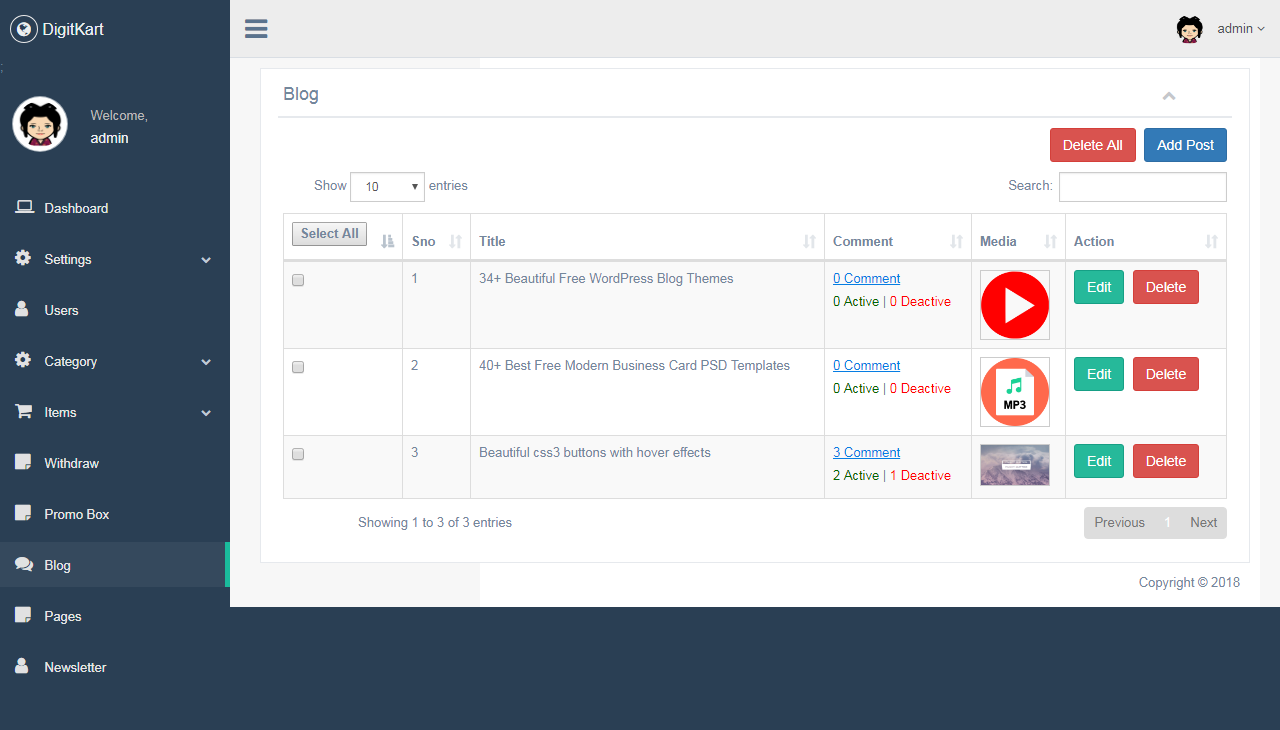 DigitKart
admin
;
Welcome,
admin
Dashboard
Settings
Users
Category
Items
Withdraw
Promo Box
Blog
Pages
Newsletter
Blog
Delete All Add Post
Show 10 entries Search:
Select All Sno Title Comment Media Action
1 34+ Beautiful Free WordPress Blog Themes 0 Comment Edit Delete
0 Active | 0 Deactive
2 40+ Best Free Modern Business Card PSD Templates 0 Comment Edit Delete
0 Active | 0 Deactive
MP3
3 Beautiful css3 buttons with hover effects 3 Comment Edit Delete
2 Active | 1 Deactive
Showing 1 to 3 of 3 entries Previous 1 Next
Copyright © 2018